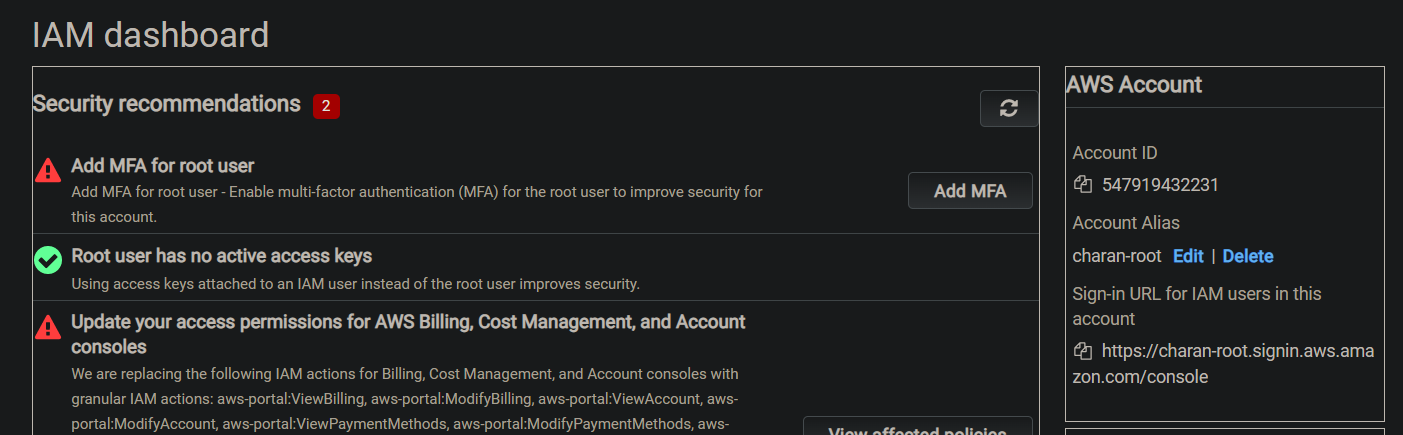 IAM dashboard
Security recommendations 2
Add MFA for root user
Add MFA for root user - Enable multi-factor authentication (MFA) for the root user to improve security for
this account.
Add MFA
Root user has no active access keys
Using access keys attached to an IAM user instead of the root user improves security.
Update your access permissions for AWS Billing, Cost Management, and Account
consoles
We are replacing the following IAM actions for Billing, Cost Management, and Account consoles with
granular IAM actions: aws-portal:ViewBilling, aws-portal:ModifyBilling, aws-portal:ViewAccount, aws-
portal:ModifyAccount, aws-portal:ViewPaymentMethods, aws-portal:ModifyPaymentMethods, aws-
View affected policies
AWS Account
Account ID
547919432231
Account Alias
charan-root Edit | Delete
Sign-in URL for IAM users in this
account
https://charan-root.signin.aws.ama
zon.com/console